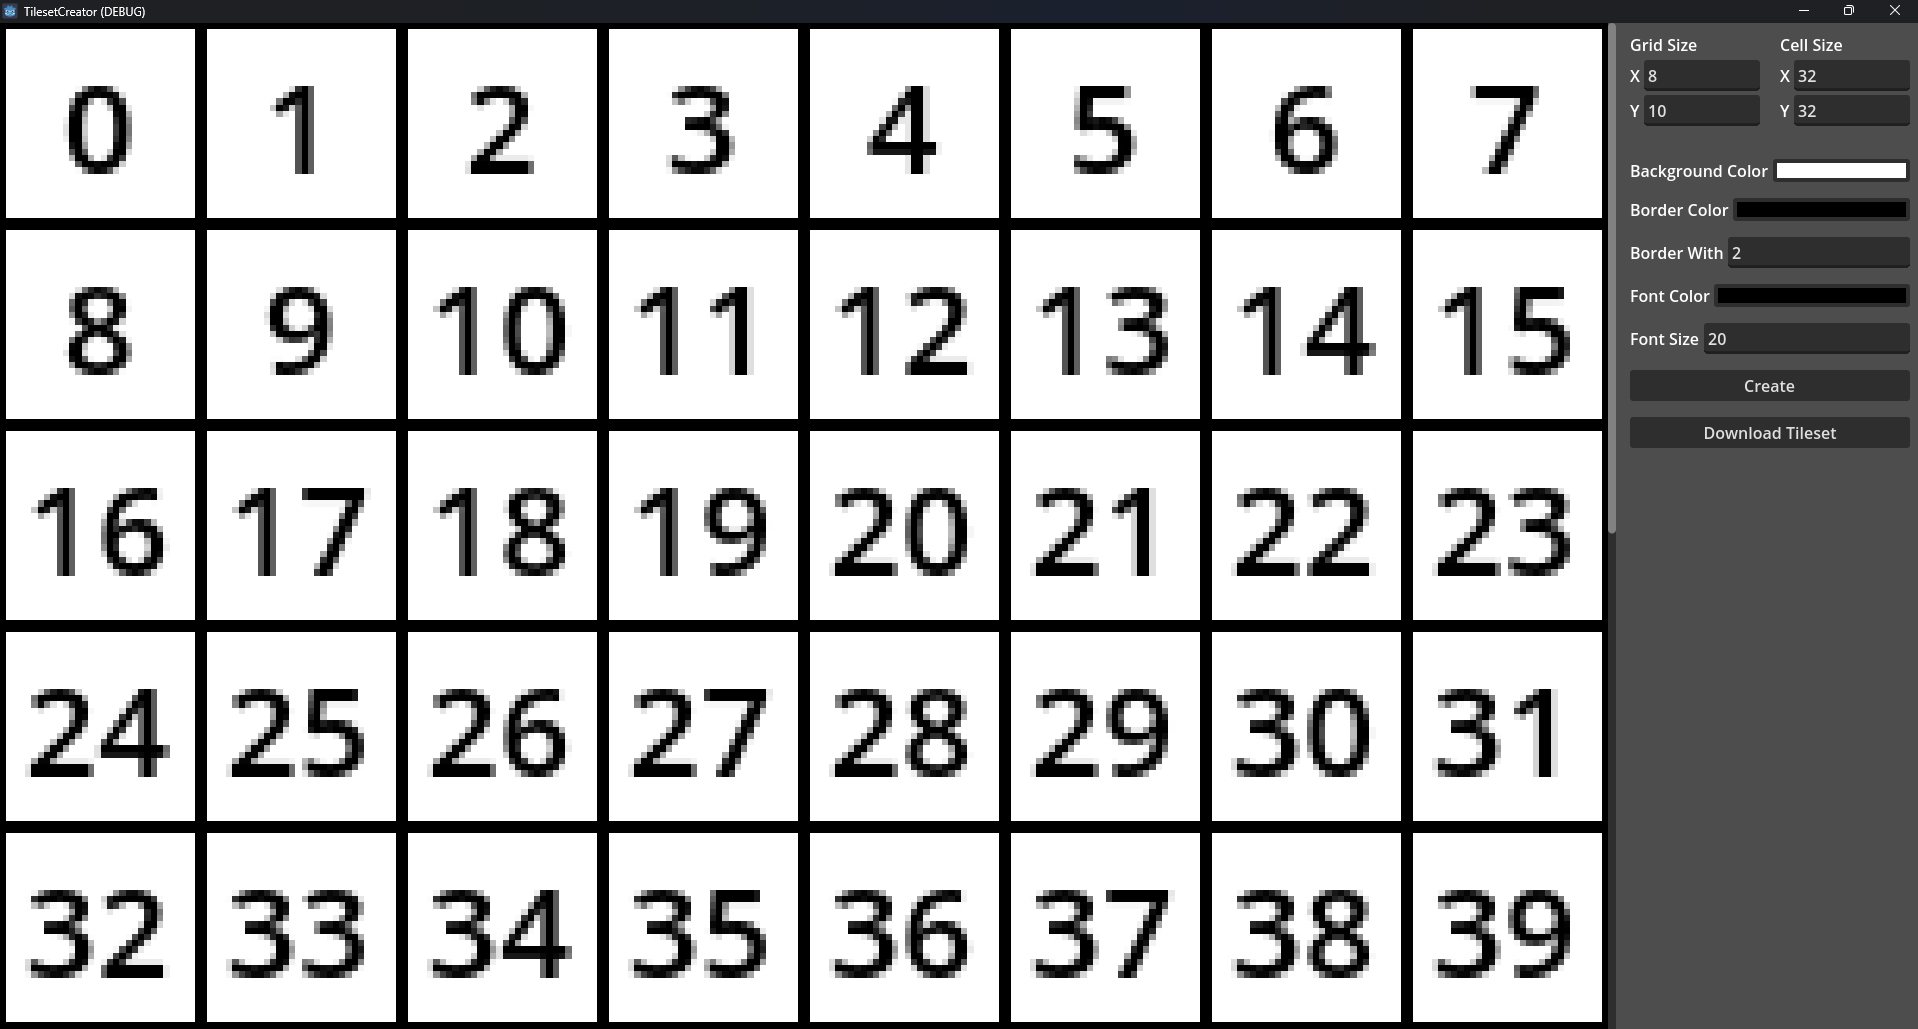 TilesetCreator (DEBUG)
0 1 2 3 4 5 6 7
8 9 10 11 12 13 14 15
16 17 18 19 20 21 22 23
24 25 26 27 28 29 30 31
32 33 34 35 36 37 38 39
Grid Size Cell Size
X 8 X 32
Y 10 Y 32
Background Color
Border Color
Border With 2
Font Color
Font Size 20
Create
Download Tileset